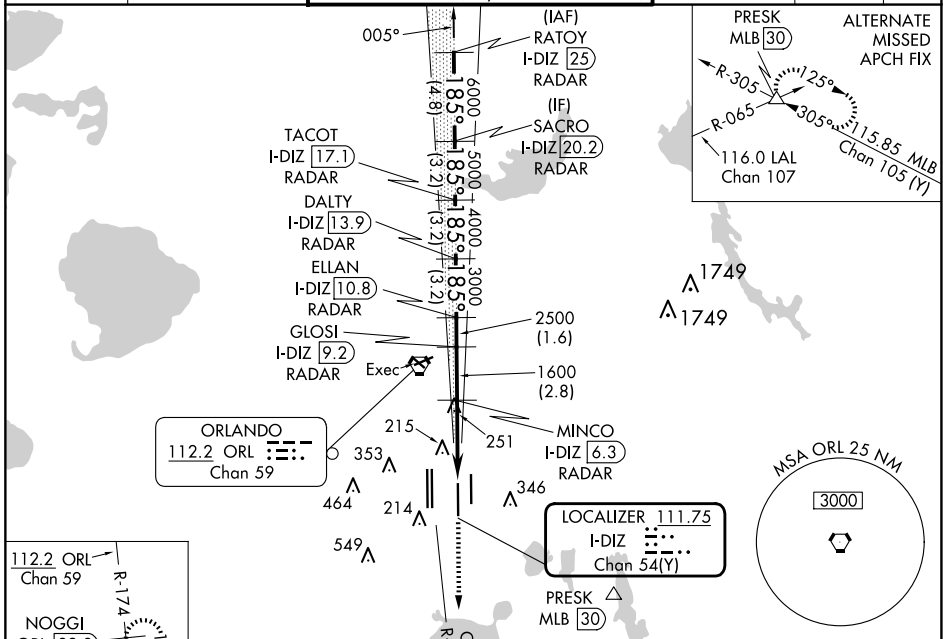 005°
(IAF)
RATOY
I-DIZ 25
RADAR
6000
(4.8)
185°
(IF)
SACRO
I-DIZ 20.2
RADAR
5000
(3.2)
185°
TACOT
I-DIZ 17.1
RADAR
4000
(3.2)
185°
DALTY
I-DIZ 13.9
RADAR
3000
(3.2)
185°
ELLAN
I-DIZ 10.8
RADAR
2500
(1.6)
GLOSI
I-DIZ 9.2
RADAR
Exec
1600
(2.8)
MINCO
I-DIZ 6.3
RADAR
PRESK
MLB 30
ALTERNATE
MISSED
APCH FIX
R-305
125°
R-065
305°
115.85 MLB
Chan 105 (Y)
116.0 LAL
Chan 107
1749
1749
ORLANDO
112.2 ORL
Chan 59
215
251
353
464
214
346
549
LOCALIZER 111.75
I-DIZ
Chan 54(Y)
PRESK
MLB 30
MSA ORL 25 NM
3000
112.2 ORL
Chan 59
R-174
NOGGI